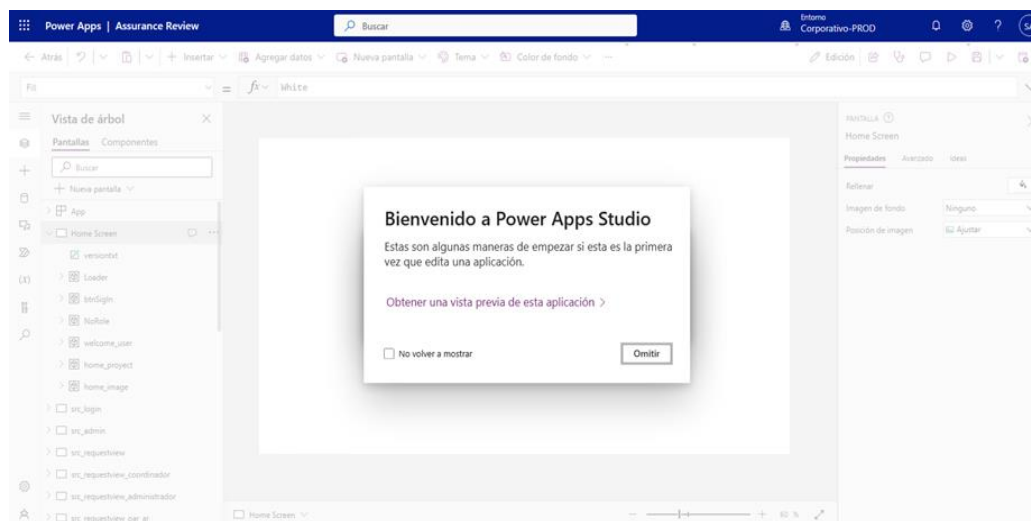 Power Apps | Assurance Review
Buscar
Entorno
Corporativo-PROD
?
Atrás
Insertar
Agregar datos
Nueva pantalla
Tema
Color de fondo
...
Edición
Fill
=
fx
White
Vista de árbol
Pantallas Componentes
Buscar
Nueva pantalla
App
Home Screen
versiontxt
Loader
btnSigIn
NoRole
welcome_user
home_proyect
home_image
src_login
src_admin
src_requestview
src_requestview_coordinador
src_requestview_administrador
src_requestview_par_ar
Bienvenido a Power Apps Studio
Estas son algunas maneras de empezar si esta es la primera
vez que edita una aplicación.
Obtener una vista previa de esta aplicación >
No volver a mostrar
Omitir
PANTALLA
Home Screen
Propiedades Avanzado Ideas
Rellenar
Imagen de fondo Ninguno
Posición de imagen Ajustar
Home Screen
60 %